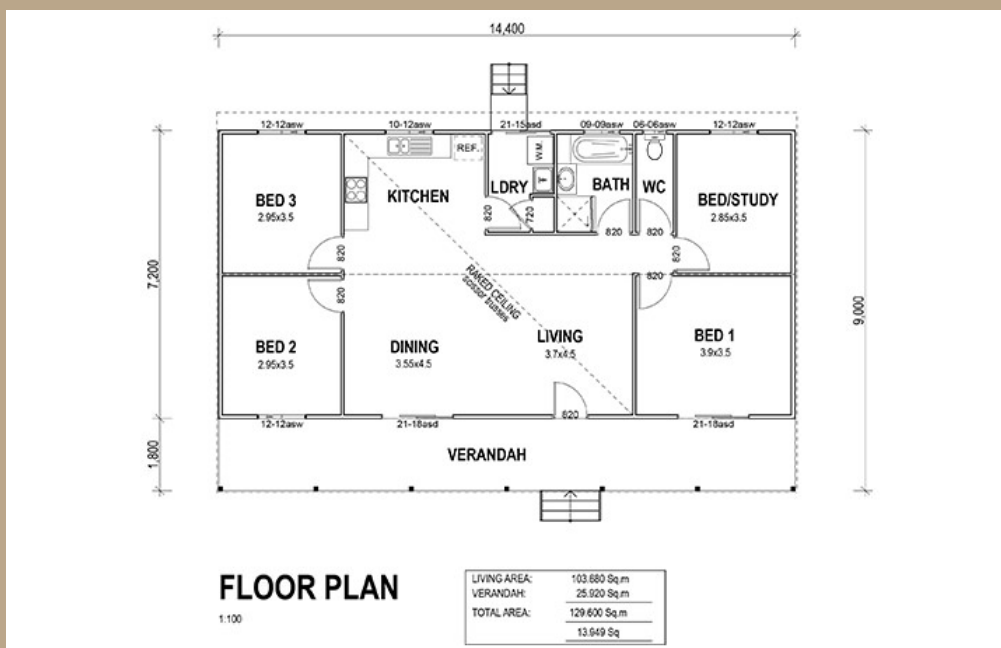 14,400
12-12asw
10-12asw
21-15asd
09-09asw
06-06asw
12-12asw
REF.
W.M.
BED 3
2.95x3.5
KITCHEN
LDRY
BATH
WC
BED/STUDY
2.85x3.5
820
720
820
820
820
820
820
820
7,200
9,000
RAKED CEILING
scissor trusses
BED 2
2.95x3.5
DINING
3.55x4.5
LIVING
3.7x4.5
BED 1
3.9x3.5
820
12-12asw
21-18asd
21-18asd
1,800
VERANDAH
FLOOR PLAN
1:100
LIVING AREA: 103.680 Sq.m
VERANDAH: 25.920 Sq.m
TOTAL AREA: 129.600 Sq.m
13.949 Sq